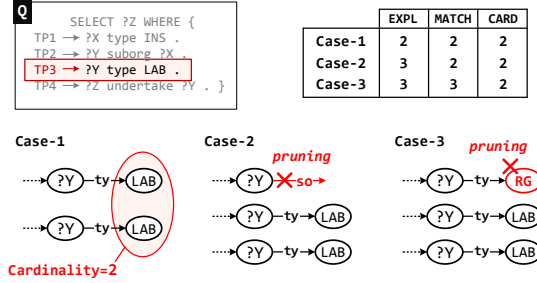 Q
SELECT ?Z WHERE {
TP1 → ?X type INS .
TP2 → ?Y suborg ?X .
TP3 → ?Y type LAB .
TP4 → ?Z undertake ?Y . }
EXPL MATCH CARD
Case-1 2 2 2
Case-2 3 2 2
Case-3 3 3 2
Case-1 Case-2 Case-3
pruning pruning
?Y ty LAB ?Y so ?Y ty RG
?Y ty LAB ?Y ty LAB ?Y ty LAB
?Y ty LAB ?Y ty LAB
Cardinality=2